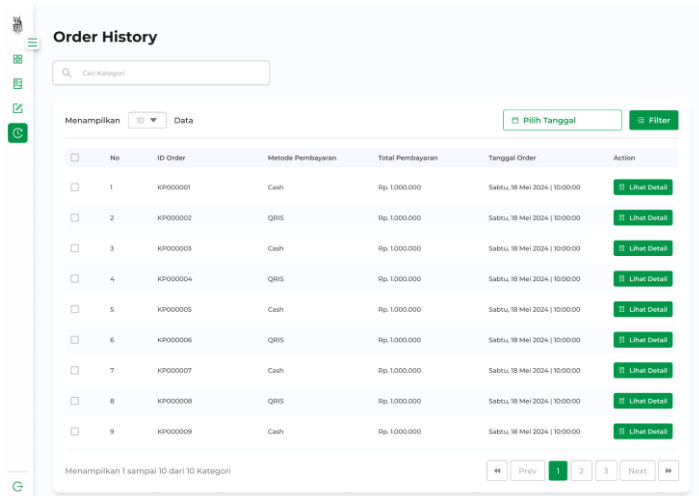 Order History
Cari Kategori
Menampilkan 10 Data
Pilih Tanggal
Filter
No ID Order Metode Pembayaran Total Pembayaran Tanggal Order Action
1 KP000001 Cash Rp. 1.000.000 Sabtu, 18 Mei 2024 | 10:00:00 Lihat Detail
2 KP000002 QRIS Rp. 1.000.000 Sabtu, 18 Mei 2024 | 10:00:00 Lihat Detail
3 KP000003 Cash Rp. 1.000.000 Sabtu, 18 Mei 2024 | 10:00:00 Lihat Detail
4 KP000004 QRIS Rp. 1.000.000 Sabtu, 18 Mei 2024 | 10:00:00 Lihat Detail
5 KP000005 Cash Rp. 1.000.000 Sabtu, 18 Mei 2024 | 10:00:00 Lihat Detail
6 KP000006 QRIS Rp. 1.000.000 Sabtu, 18 Mei 2024 | 10:00:00 Lihat Detail
7 KP000007 Cash Rp. 1.000.000 Sabtu, 18 Mei 2024 | 10:00:00 Lihat Detail
8 KP000008 QRIS Rp. 1.000.000 Sabtu, 18 Mei 2024 | 10:00:00 Lihat Detail
9 KP000009 Cash Rp. 1.000.000 Sabtu, 18 Mei 2024 | 10:00:00 Lihat Detail
Menampilkan 1 sampai 10 dari 10 Kategori
Prev 1 2 3 Next